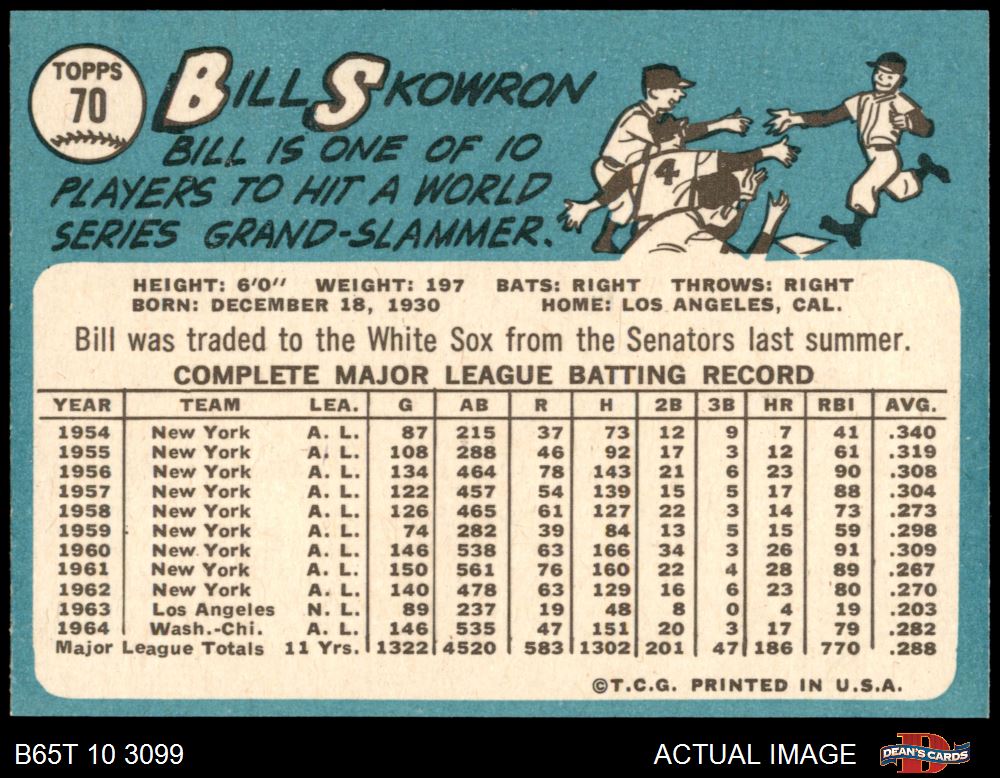 TOPPS
70
BILL SKOWRON
BILL IS ONE OF 10
PLAYERS TO HIT A WORLD
SERIES GRAND-SLAMMER.
4
HEIGHT: 6'0" WEIGHT: 197 BATS: RIGHT THROWS: RIGHT
BORN: DECEMBER 18, 1930 HOME: LOS ANGELES, CAL.
Bill was traded to the White Sox from the Senators last summer.
COMPLETE MAJOR LEAGUE BATTING RECORD
YEAR TEAM LEA. G AB R H 2B 3B HR RBI AVG.
1954 New York A. L. 87 215 37 73 12 9 7 41 .340
1955 New York A. L. 108 288 46 92 17 3 12 61 .319
1956 New York A. L. 134 464 78 143 21 6 23 90 .308
1957 New York A. L. 122 457 54 139 15 5 17 88 .304
1958 New York A. L. 126 465 61 127 22 3 14 73 .273
1959 New York A. L. 74 282 39 84 13 5 15 59 .298
1960 New York A. L. 146 538 63 166 34 3 26 91 .309
1961 New York A. L. 150 561 76 160 22 4 28 89 .267
1962 New York A. L. 140 478 63 129 16 6 23 80 .270
1963 Los Angeles N. L. 89 237 19 48 8 0 4 19 .203
1964 Wash.-Chi. A. L. 146 535 47 151 20 3 17 79 .282
Major League Totals 11 Yrs. 1322 4520 583 1302 201 47 186 770 .288
©T.C.G. PRINTED IN U.S.A.
B65T 10 3099 ACTUAL IMAGE DEAN'S CARDS